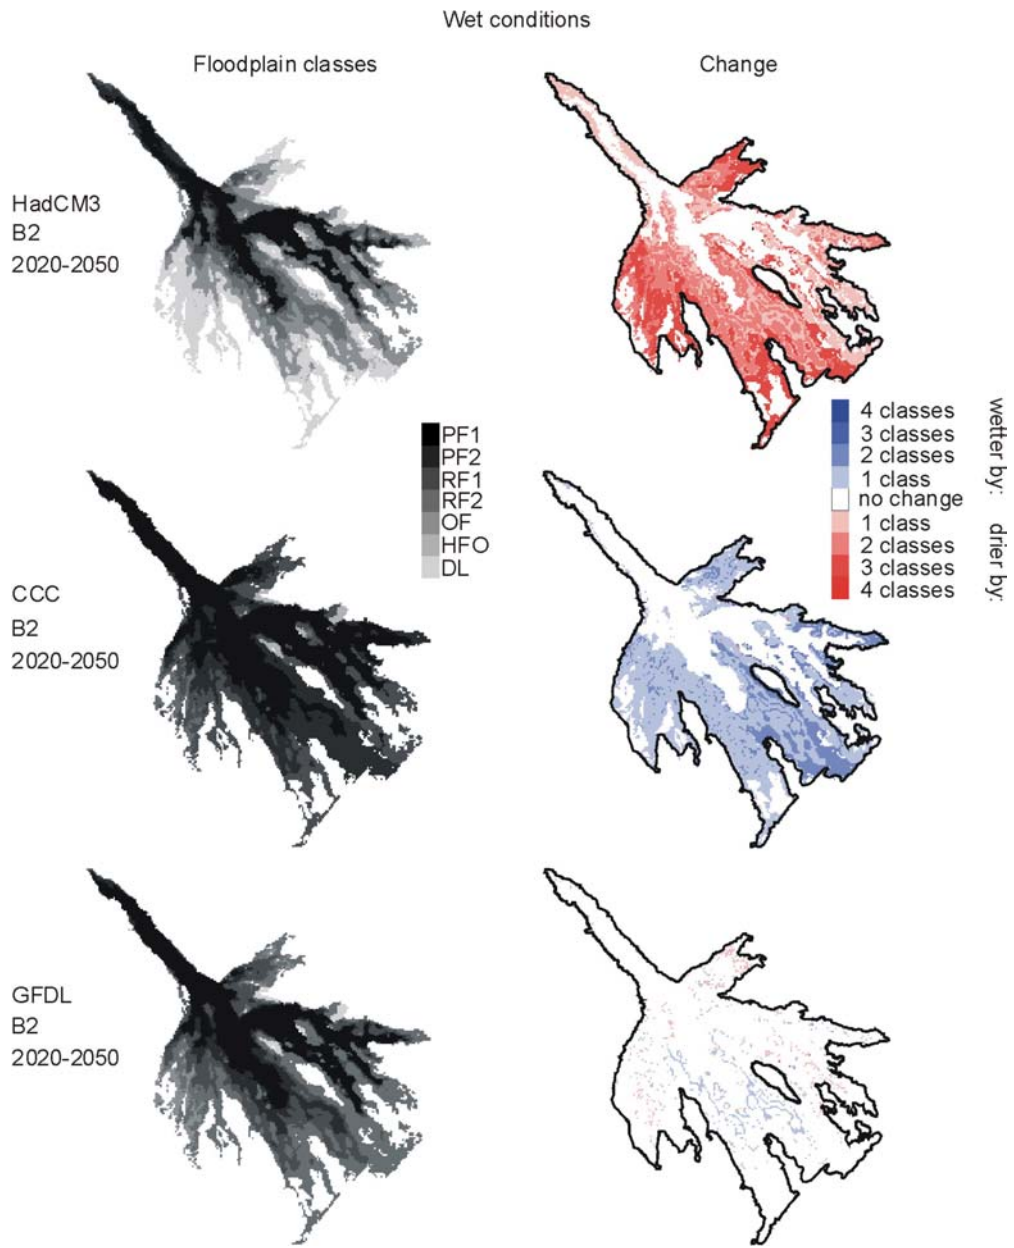 Wet conditions
Floodplain classes
Change
HadCM3
B2
2020-2050
PF1
PF2
RF1
RF2
OF
HFO
DL
4 classes
3 classes
2 classes
1 class
no change
1 class
2 classes
3 classes
4 classes
wetter by:
drier by:
CCC
B2
2020-2050
GFDL
B2
2020-2050